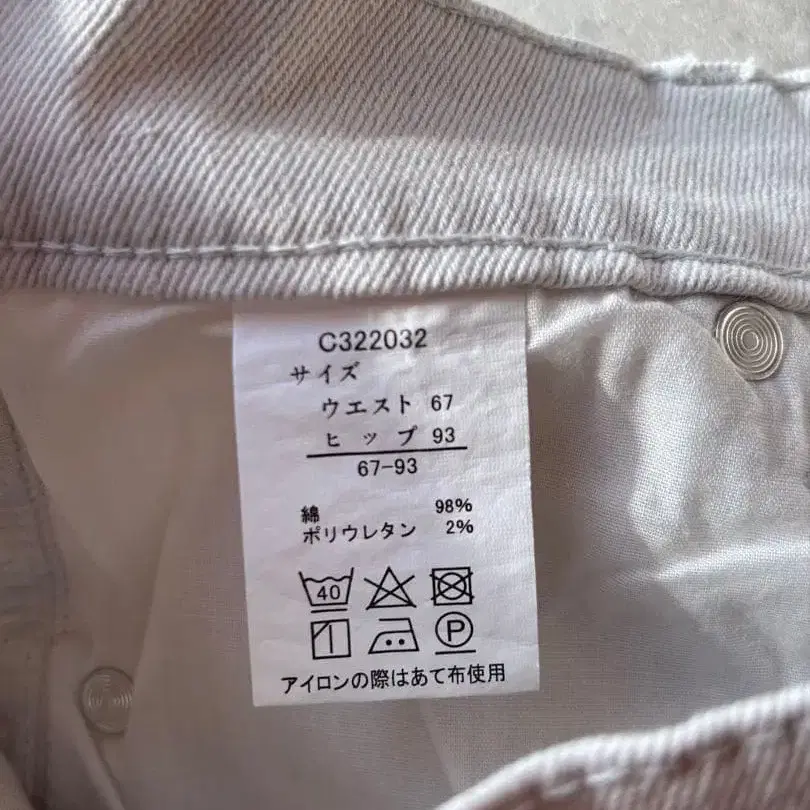 C322032
サイズ
ウエスト 67
ヒップ 93
67-93
綿 98%
ポリウレタン 2%
40
P
アイロンの際はあて布使用